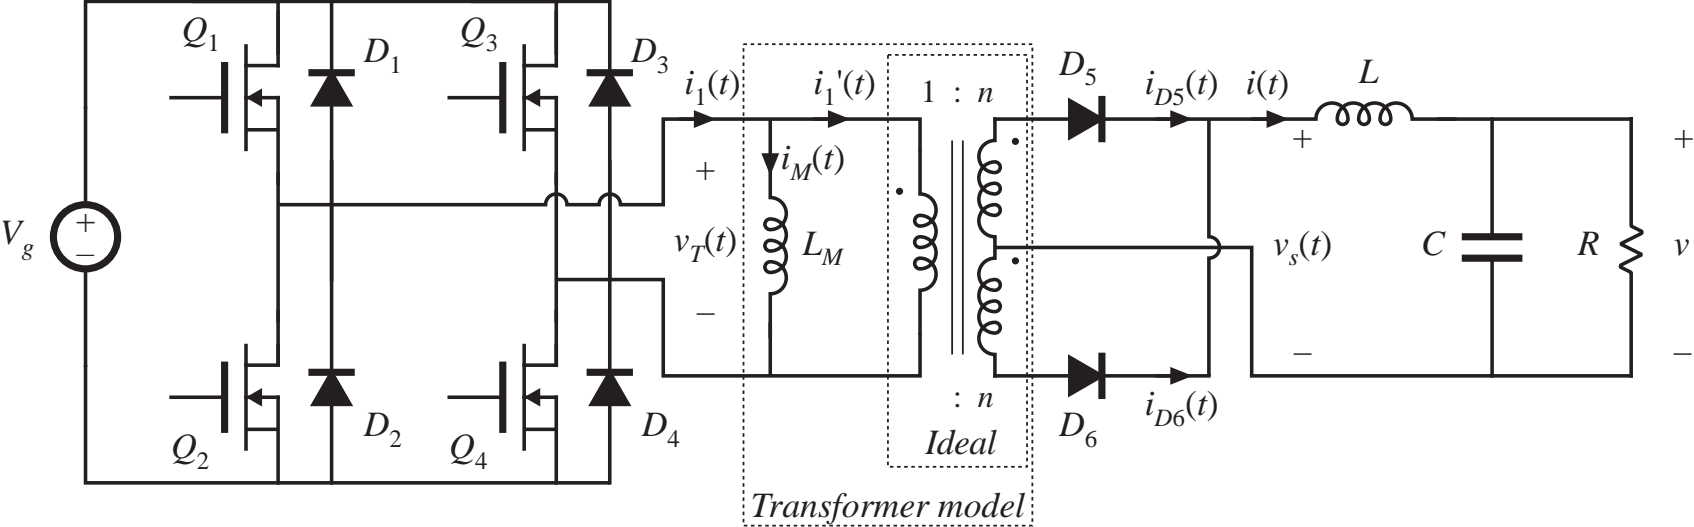 Q1
D1
Q3
D3
i1(t)
i1'(t)
1 : n
D5
iD5(t)
i(t)
L
+
+
+
iM(t)
Vg
+
−
vT(t)
LM
vs(t)
C
R
v
−
−
−
Q2
D2
Q4
D4
: n
Ideal
D6
iD6(t)
Transformer model